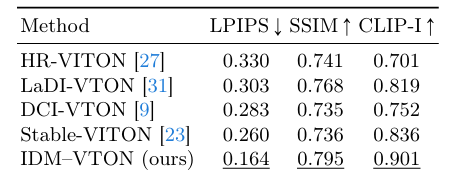 Method LPIPS ↓ SSIM ↑ CLIP-I ↑
HR-VITON [27] 0.330 0.741 0.701
LaDI-VTON [31] 0.303 0.768 0.819
DCI-VTON [9] 0.283 0.735 0.752
Stable-VITON [23] 0.260 0.736 0.836
IDM–VTON (ours) 0.164 0.795 0.901